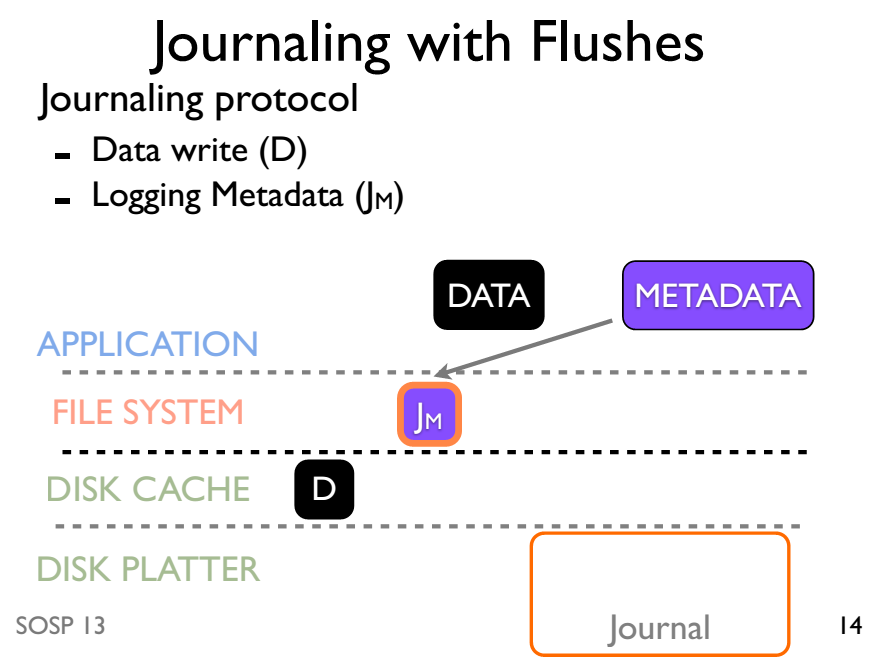 Journaling with Flushes
Journaling protocol
- Data write (D)
- Logging Metadata (JM)
DATA
METADATA
APPLICATION
FILE SYSTEM
JM
DISK CACHE
D
DISK PLATTER
SOSP 13
Journal
14